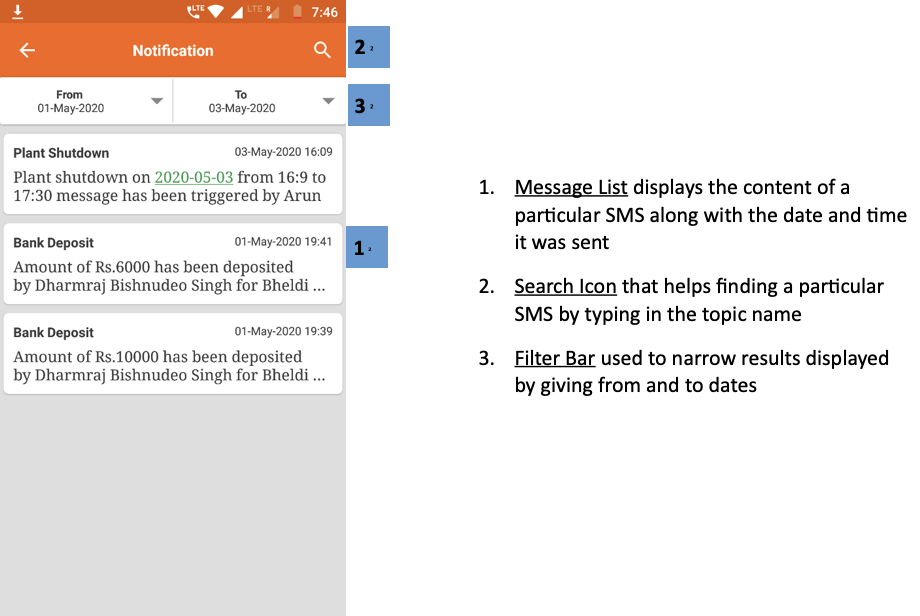 LTE LTE R 7:46
Notification
2 2
From To
01-May-2020 03-May-2020
3 2
Plant Shutdown 03-May-2020 16:09
Plant shutdown on 2020-05-03 from 16:9 to
17:30 message has been triggered by Arun
Bank Deposit 01-May-2020 19:41
1 2
Amount of Rs.6000 has been deposited
by Dharmraj Bishnudeo Singh for Bheldi ...
Bank Deposit 01-May-2020 19:39
Amount of Rs.10000 has been deposited
by Dharmraj Bishnudeo Singh for Bheldi ...
1. Message List displays the content of a
particular SMS along with the date and time
it was sent
2. Search Icon that helps finding a particular
SMS by typing in the topic name
3. Filter Bar used to narrow results displayed
by giving from and to dates